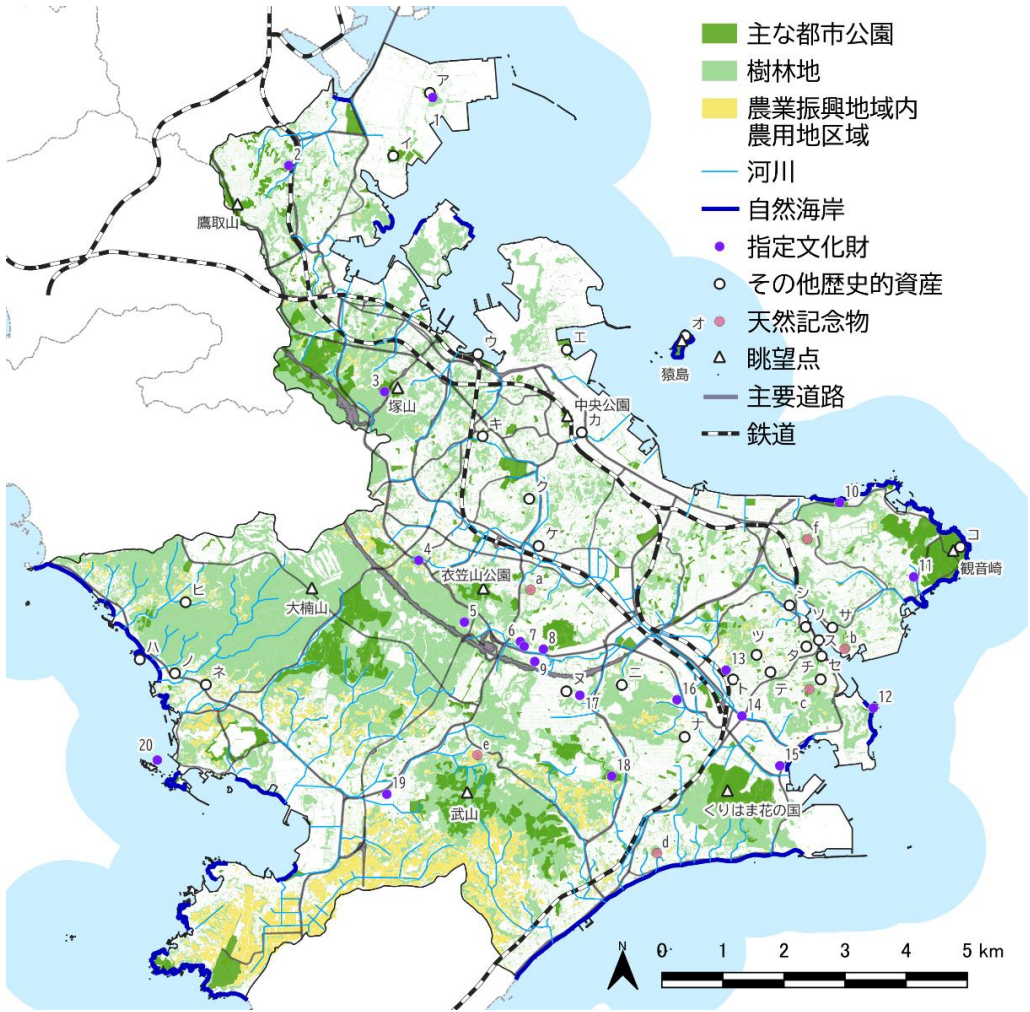 主な都市公園
樹林地
農業振興地域内
農用地区域
河川
自然海岸
指定文化財
その他歴史的資産
天然記念物
眺望点
主要道路
鉄道
ア
1
イ
2
鷹取山
オ
猿島
ウ
エ
3
塚山
中央公園
カ
キ
ク
ケ
10
f
コ
観音崎
11
4
衣笠山公園
a
大楠山
ヒ
5
6
7
8
9
シ
ソ
サ
ス
b
タ
セ
チ
ツ
テ
c
13
ト
12
14
ハ
ノ
ネ
ヌ
ニ
17
16
ナ
15
20
19
e
武山
18
くりはま花の国
d
N
0
1
2
3
4
5 km